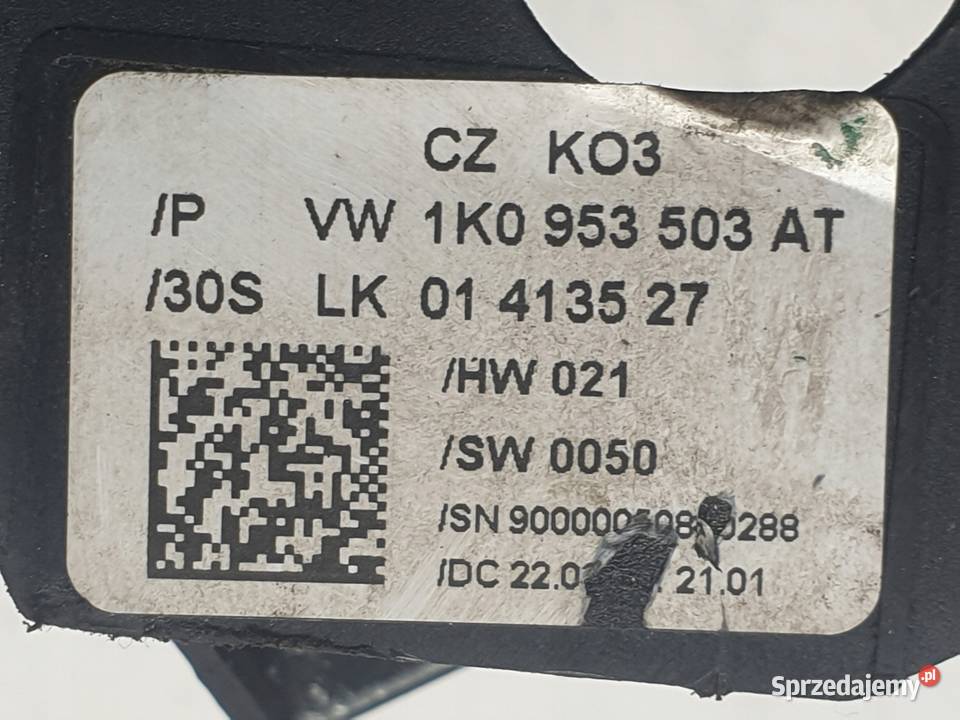 CZ KO3
/P VW 1K0 953 503 AT
/30S LK 01 4135 27
/HW 021
/SW 0050
/SN
/DC 21.01
Sprzedajemy.pl